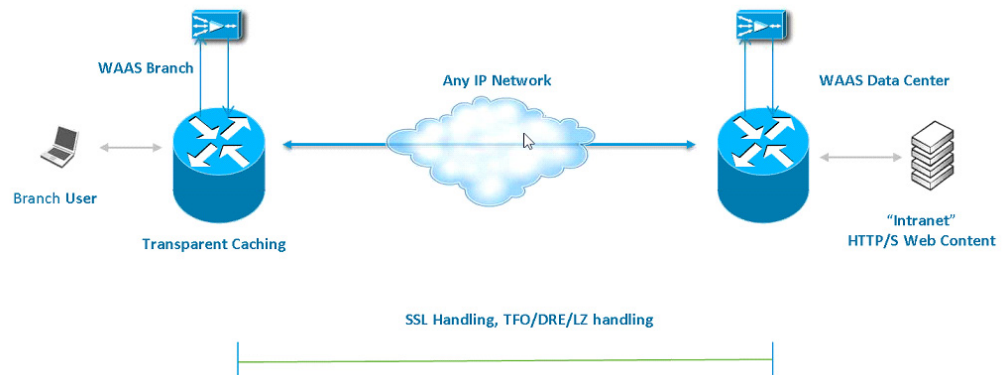 WAAS Branch
Any IP Network
WAAS Data Center
Branch User
Transparent Caching
“Intranet”
HTTP/S Web Content
SSL Handling, TFO/DRE/LZ handling